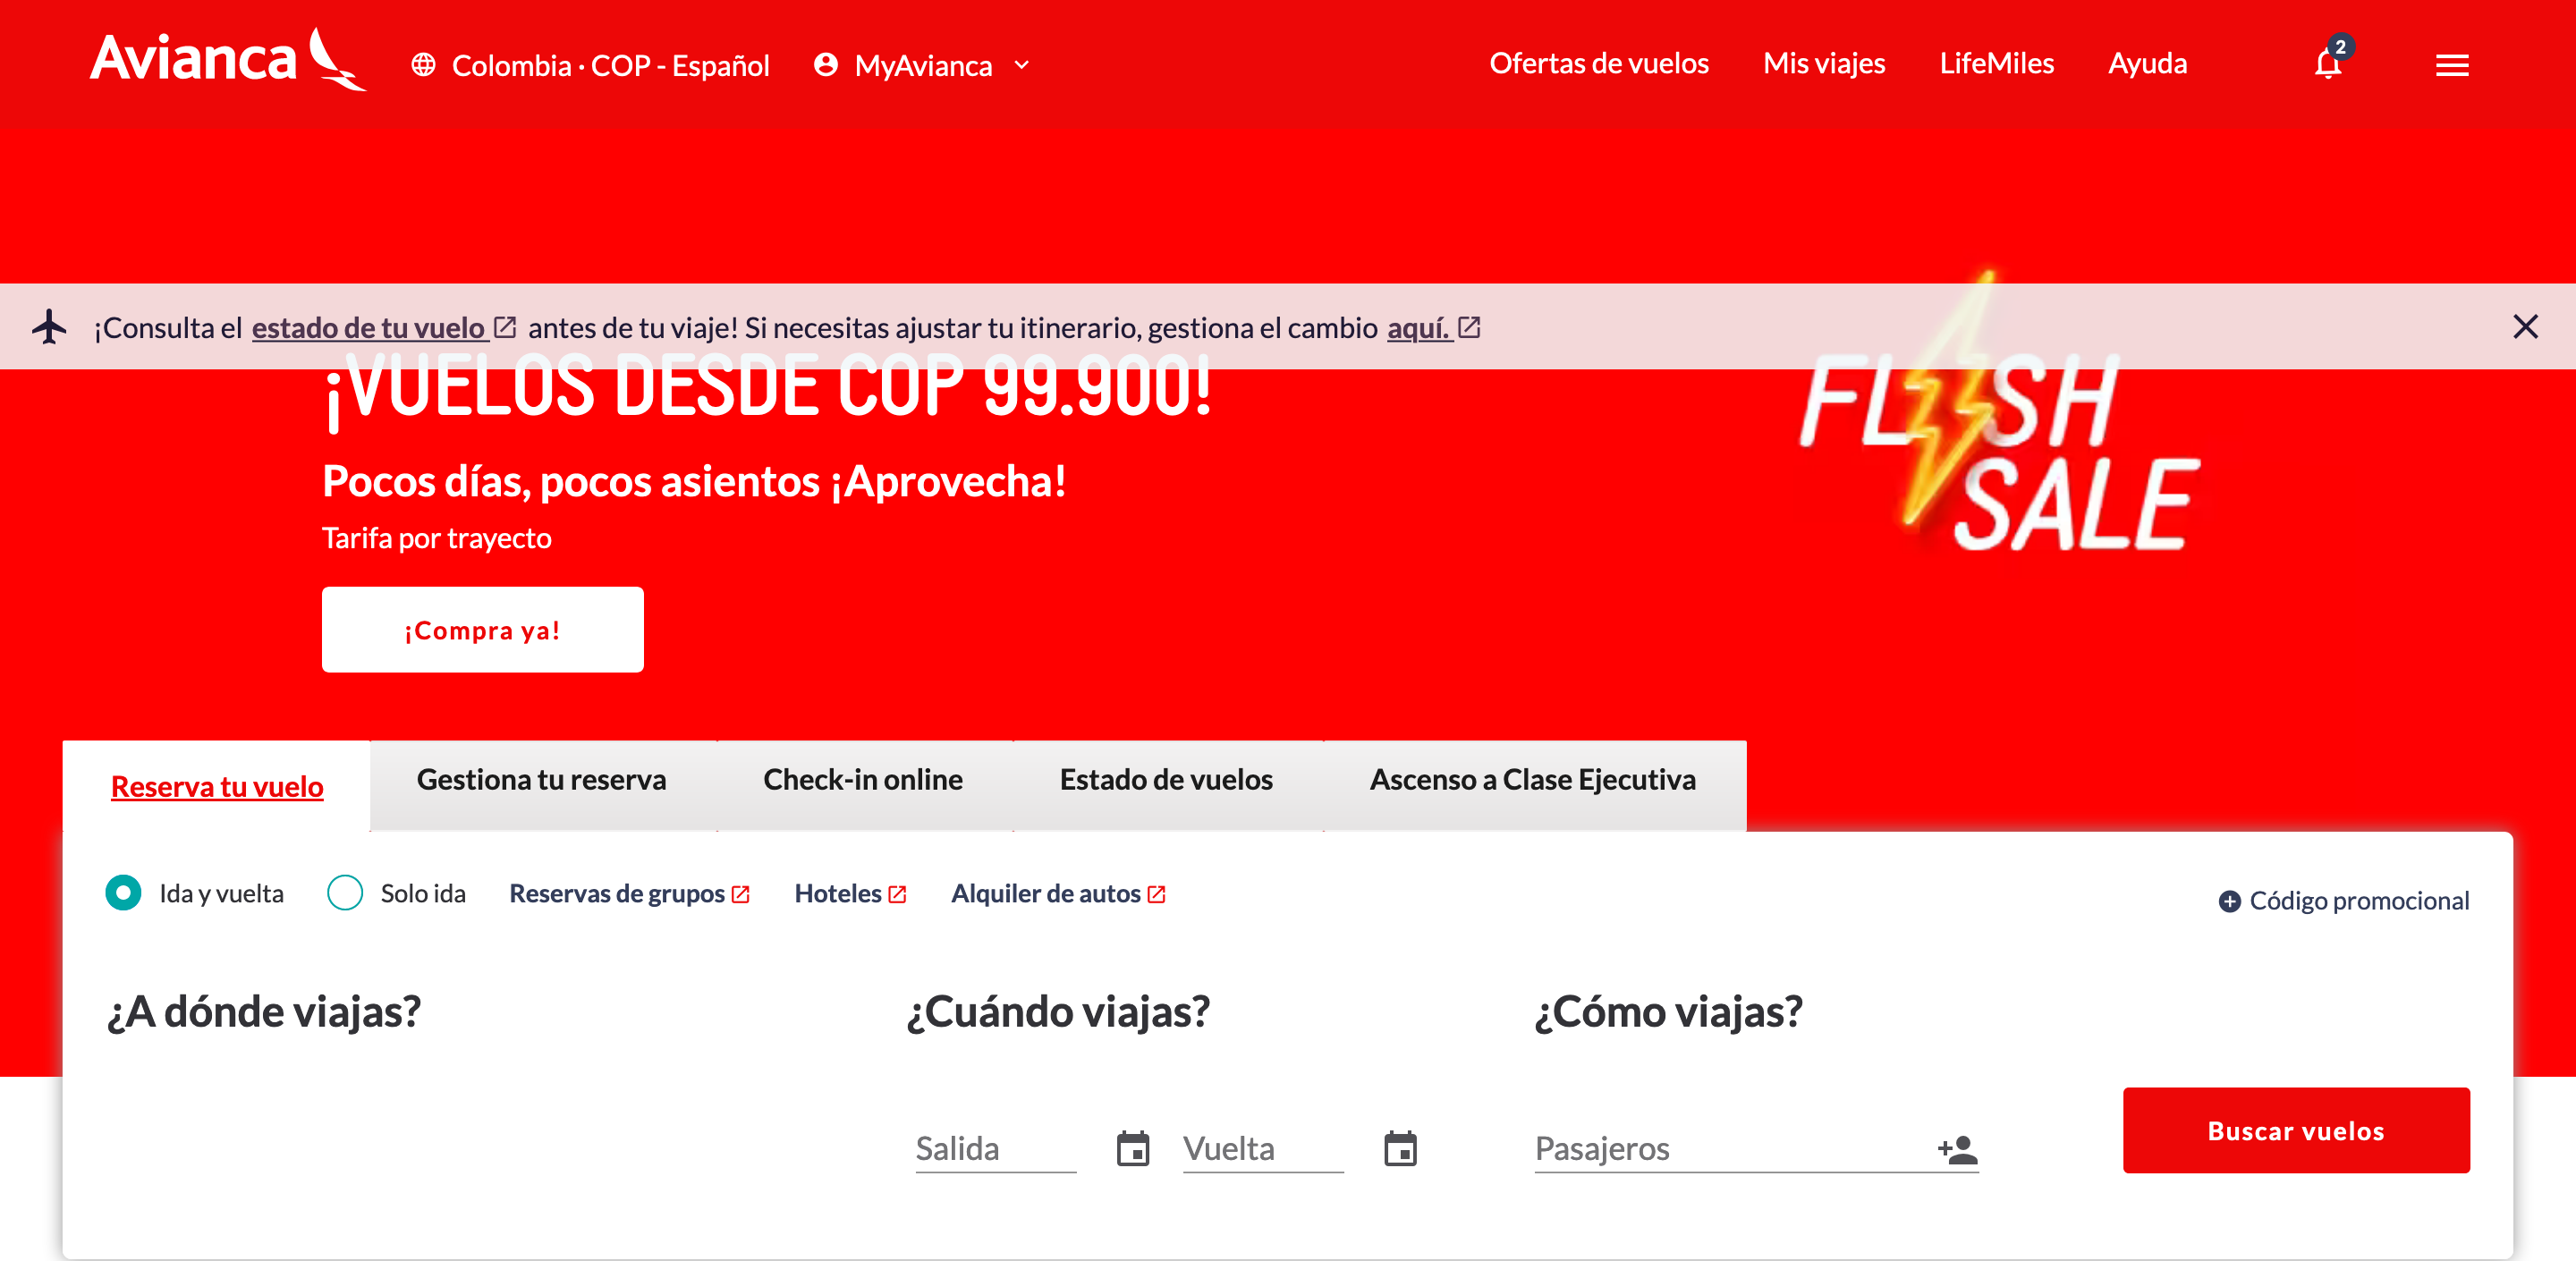 Avianca
Colombia · COP - Español
MyAvianca
Ofertas de vuelos
Mis viajes
LifeMiles
Ayuda
2
¡Consulta el estado de tu vuelo antes de tu viaje! Si necesitas ajustar tu itinerario, gestiona el cambio aquí.
¡VUELOS DESDE COP 99.900!
Pocos días, pocos asientos ¡Aprovecha!
Tarifa por trayecto
¡Compra ya!
FLASH
SALE
Reserva tu vuelo
Gestiona tu reserva
Check-in online
Estado de vuelos
Ascenso a Clase Ejecutiva
Ida y vuelta
Solo ida
Reservas de grupos
Hoteles
Alquiler de autos
Código promocional
¿A dónde viajas?
¿Cuándo viajas?
¿Cómo viajas?
Salida
Vuelta
Pasajeros
Buscar vuelos